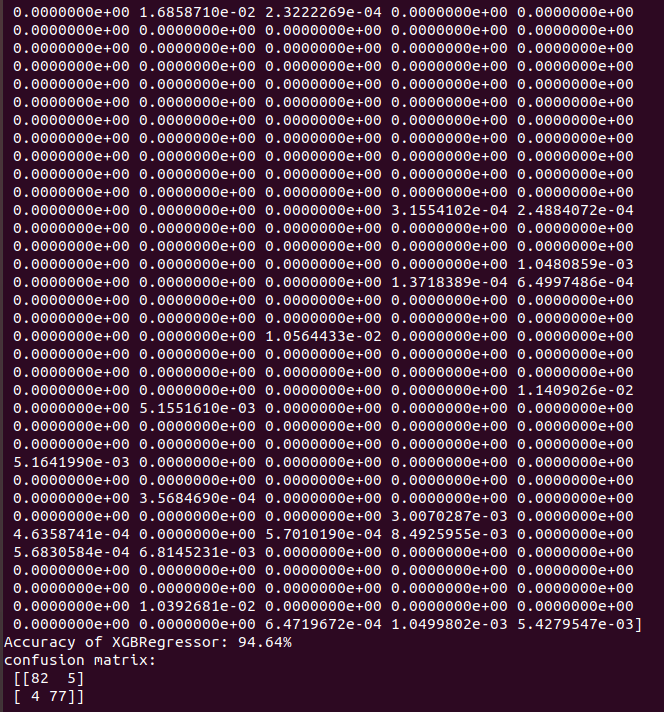 0.0000000e+00 1.6858710e-02 2.3222269e-04 0.0000000e+00 0.0000000e+00
0.0000000e+00 0.0000000e+00 0.0000000e+00 0.0000000e+00 0.0000000e+00
0.0000000e+00 0.0000000e+00 0.0000000e+00 0.0000000e+00 0.0000000e+00
0.0000000e+00 0.0000000e+00 0.0000000e+00 0.0000000e+00 0.0000000e+00
0.0000000e+00 0.0000000e+00 0.0000000e+00 0.0000000e+00 0.0000000e+00
0.0000000e+00 0.0000000e+00 0.0000000e+00 0.0000000e+00 0.0000000e+00
0.0000000e+00 0.0000000e+00 0.0000000e+00 0.0000000e+00 0.0000000e+00
0.0000000e+00 0.0000000e+00 0.0000000e+00 0.0000000e+00 0.0000000e+00
0.0000000e+00 0.0000000e+00 0.0000000e+00 0.0000000e+00 0.0000000e+00
0.0000000e+00 0.0000000e+00 0.0000000e+00 0.0000000e+00 0.0000000e+00
0.0000000e+00 0.0000000e+00 0.0000000e+00 0.0000000e+00 0.0000000e+00
0.0000000e+00 0.0000000e+00 0.0000000e+00 3.1554102e-04 2.4884072e-04
0.0000000e+00 0.0000000e+00 0.0000000e+00 0.0000000e+00 0.0000000e+00
0.0000000e+00 0.0000000e+00 0.0000000e+00 0.0000000e+00 0.0000000e+00
0.0000000e+00 0.0000000e+00 0.0000000e+00 0.0000000e+00 1.0480859e-03
0.0000000e+00 0.0000000e+00 0.0000000e+00 1.3718389e-04 6.4997486e-04
0.0000000e+00 0.0000000e+00 0.0000000e+00 0.0000000e+00 0.0000000e+00
0.0000000e+00 0.0000000e+00 0.0000000e+00 0.0000000e+00 0.0000000e+00
0.0000000e+00 0.0000000e+00 1.0564433e-02 0.0000000e+00 0.0000000e+00
0.0000000e+00 0.0000000e+00 0.0000000e+00 0.0000000e+00 0.0000000e+00
0.0000000e+00 0.0000000e+00 0.0000000e+00 0.0000000e+00 0.0000000e+00
0.0000000e+00 0.0000000e+00 0.0000000e+00 0.0000000e+00 1.1409026e-02
0.0000000e+00 5.1551610e-03 0.0000000e+00 0.0000000e+00 0.0000000e+00
0.0000000e+00 0.0000000e+00 0.0000000e+00 0.0000000e+00 0.0000000e+00
0.0000000e+00 0.0000000e+00 0.0000000e+00 0.0000000e+00 0.0000000e+00
5.1641990e-03 0.0000000e+00 0.0000000e+00 0.0000000e+00 0.0000000e+00
0.0000000e+00 0.0000000e+00 0.0000000e+00 0.0000000e+00 0.0000000e+00
0.0000000e+00 3.5684690e-04 0.0000000e+00 0.0000000e+00 0.0000000e+00
0.0000000e+00 0.0000000e+00 0.0000000e+00 3.0070287e-03 0.0000000e+00
4.6358741e-04 0.0000000e+00 5.7010190e-04 8.4925955e-03 0.0000000e+00
5.6830584e-04 6.8145231e-03 0.0000000e+00 0.0000000e+00 0.0000000e+00
0.0000000e+00 0.0000000e+00 0.0000000e+00 0.0000000e+00 0.0000000e+00
0.0000000e+00 0.0000000e+00 0.0000000e+00 0.0000000e+00 0.0000000e+00
0.0000000e+00 1.0392681e-02 0.0000000e+00 0.0000000e+00 0.0000000e+00
0.0000000e+00 0.0000000e+00 6.4719672e-04 1.0499802e-03 5.4279547e-03]
Accuracy of XGBRegressor: 94.64%
confusion matrix:
[[82  5]
[ 4 77]]